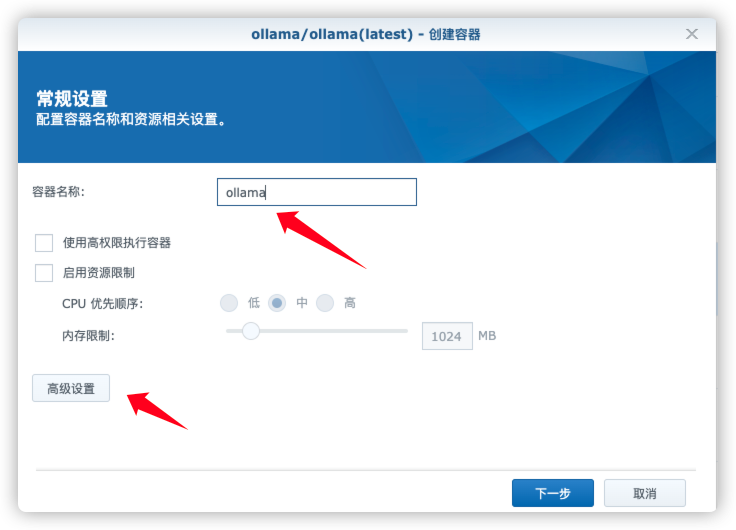 ollama/ollama(latest) - 创建容器
常规设置
配置容器名称和资源相关设置。
容器名称:
ollama
使用高权限执行容器
启用资源限制
CPU 优先顺序:
低
中
高
内存限制:
1024
MB
高级设置
下一步
取消